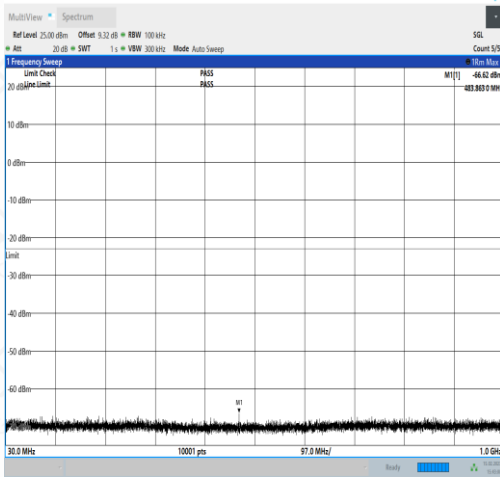 MultiView Spectrum
Ref Level 25.00 dBm Offset 9.32 dB RBW 100 kHz SGL
Att 20 dB SWT 1 s VBW 300 kHz Mode Auto Sweep Count 5/5
1 Frequency Sweep 1Rm Max
Limit Check PASS M1[1] -66.62 dBm
Line Limit PASS 483.8630 MH
20 dBm
10 dBm
0 dBm
-10 dBm
-20 dBm
Limit
-30 dBm
-40 dBm
-50 dBm
-60 dBm
M1
30.0 MHz 10001 pts 97.0 MHz/ 1.0 GHz
Ready